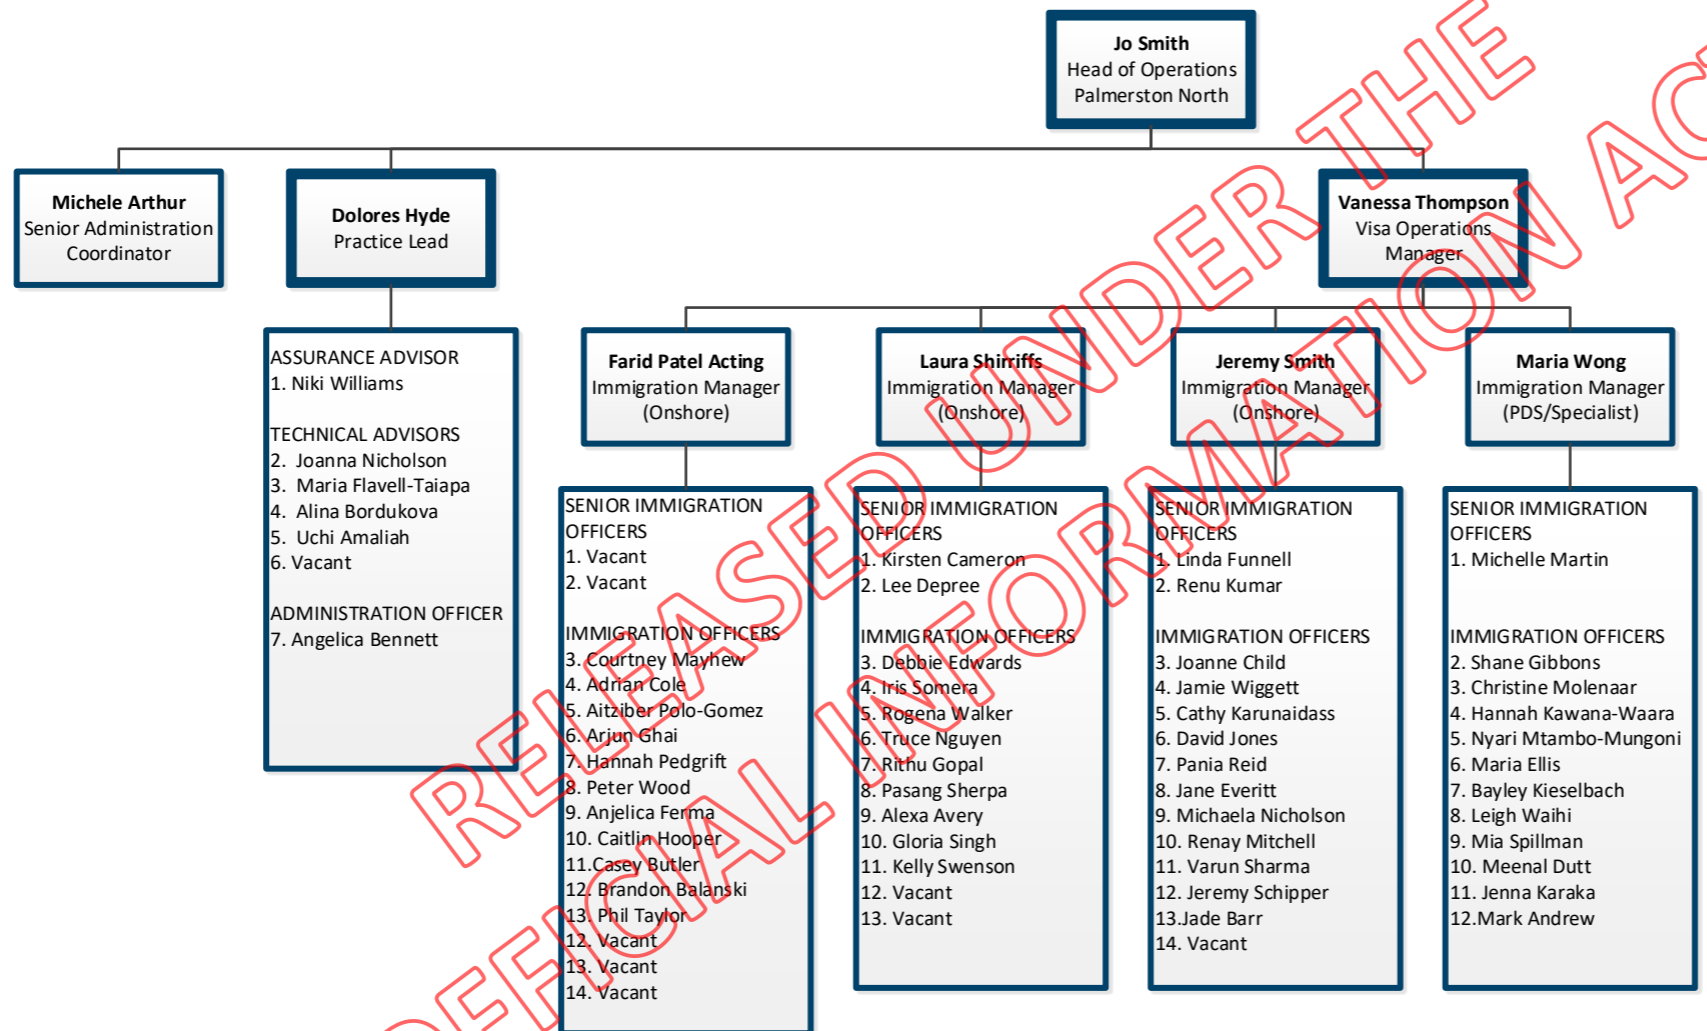 Jo Smith
Head of Operations
Palmerston North
Michele Arthur
Senior Administration
Coordinator
Dolores Hyde
Practice Lead
Vanessa Thompson
Visa Operations
Manager
ASSURANCE ADVISOR
1. Niki Williams
TECHNICAL ADVISORS
2. Joanna Nicholson
3. Maria Flavell-Taiapa
4. Alina Bordukova
5. Uchi Amaliah
6. Vacant
ADMINISTRATION OFFICER
7. Angelica Bennett
Farid Patel Acting
Immigration Manager
(Onshore)
SENIOR IMMIGRATION
OFFICERS
1. Vacant
2. Vacant
IMMIGRATION OFFICERS
3. Courtney Mayhew
4. Adrian Cole
5. Aitziber Polo-Gomez
6. Arjun Ghai
7. Hannah Pedgrift
8. Peter Wood
9. Anjelica Ferma
10. Caitlin Hooper
11.Casey Butler
12. Brandon Balanski
13. Phil Taylor
12. Vacant
13. Vacant
14. Vacant
Laura Shirriffs
Immigration Manager
(Onshore)
SENIOR IMMIGRATION
OFFICERS
1. Kirsten Cameron
2. Lee Depree
IMMIGRATION OFFICERS
3. Debbie Edwards
4. Iris Somera
5. Rogena Walker
6. Truce Nguyen
7. Rithu Gopal
8. Pasang Sherpa
9. Alexa Avery
10. Gloria Singh
11. Kelly Swenson
12. Vacant
13. Vacant
Jeremy Smith
Immigration Manager
(Onshore)
SENIOR IMMIGRATION
OFFICERS
1. Linda Funnell
2. Renu Kumar
IMMIGRATION OFFICERS
3. Joanne Child
4. Jamie Wiggett
5. Cathy Karunaidass
6. David Jones
7. Pania Reid
8. Jane Everitt
9. Michaela Nicholson
10. Renay Mitchell
11. Varun Sharma
12. Jeremy Schipper
13.Jade Barr
14. Vacant
Maria Wong
Immigration Manager
(PDS/Specialist)
SENIOR IMMIGRATION
OFFICERS
1. Michelle Martin
IMMIGRATION OFFICERS
2. Shane Gibbons
3. Christine Molenaar
4. Hannah Kawana-Waara
5. Nyari Mtambo-Mungoni
6. Maria Ellis
7. Bayley Kieselbach
8. Leigh Waihi
9. Mia Spillman
10. Meenal Dutt
11. Jenna Karaka
12.Mark Andrew
RELEASED UNDER THE
OFFICIAL INFORMATION ACT